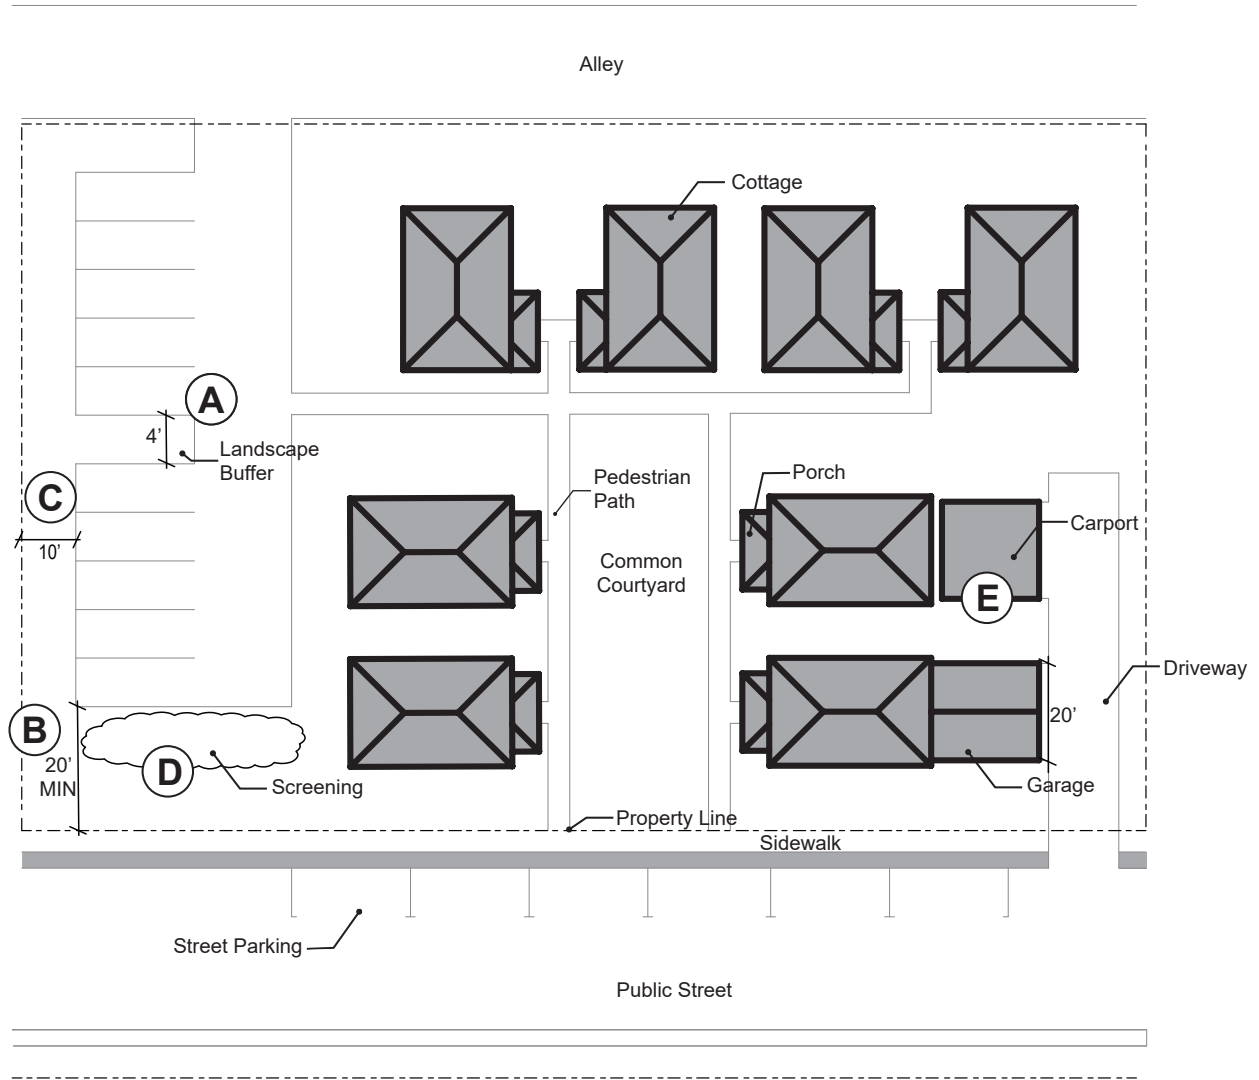 Alley
Cottage
A
4’
Landscape
Buffer
C
10’
Pedestrian
Path
Porch
Common
Courtyard
Carport
E
B
20’
MIN
D
Screening
Driveway
20’
Garage
Property Line
Sidewalk
Street Parking
Public Street